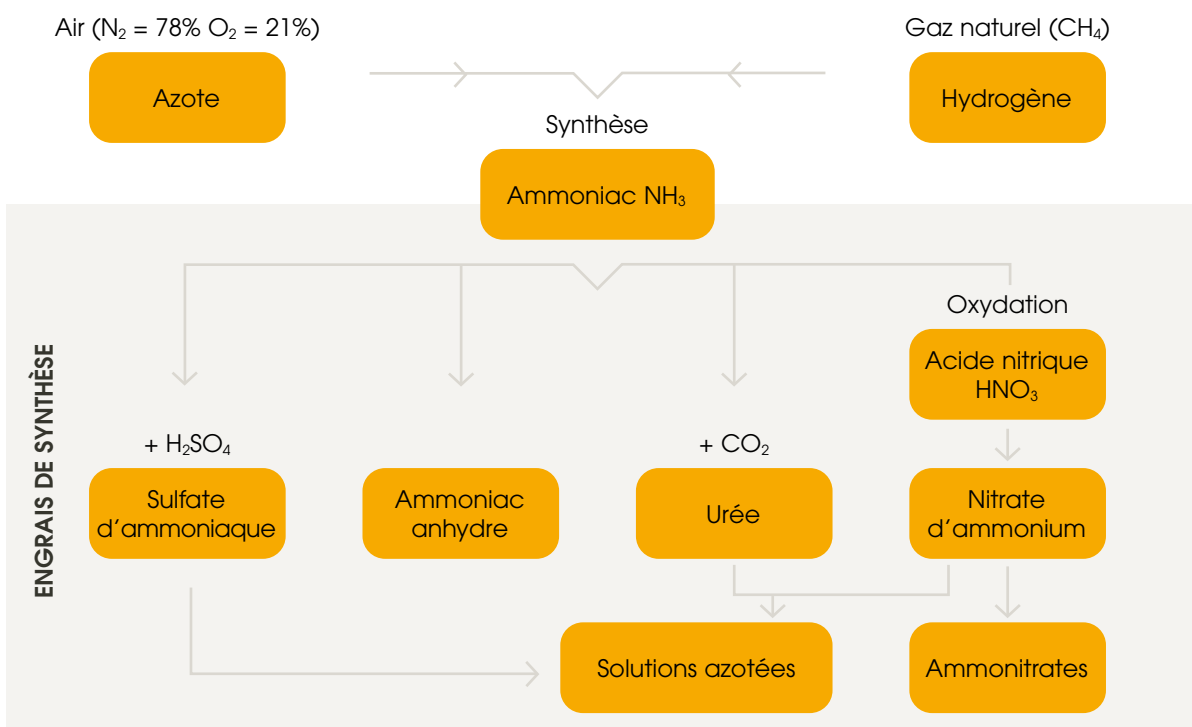 Air (N₂ = 78% O₂ = 21%)
Gaz naturel (CH₄)
Azote
Hydrogène
Synthèse
Ammoniac NH₃
ENGRAIS DE SYNTHÈSE
Oxydation
Acide nitrique
HNO₃
+ H₂SO₄
+ CO₂
Sulfate
d’ammoniaque
Ammoniac
anhydre
Urée
Nitrate
d’ammonium
Solutions azotées
Ammonitrates